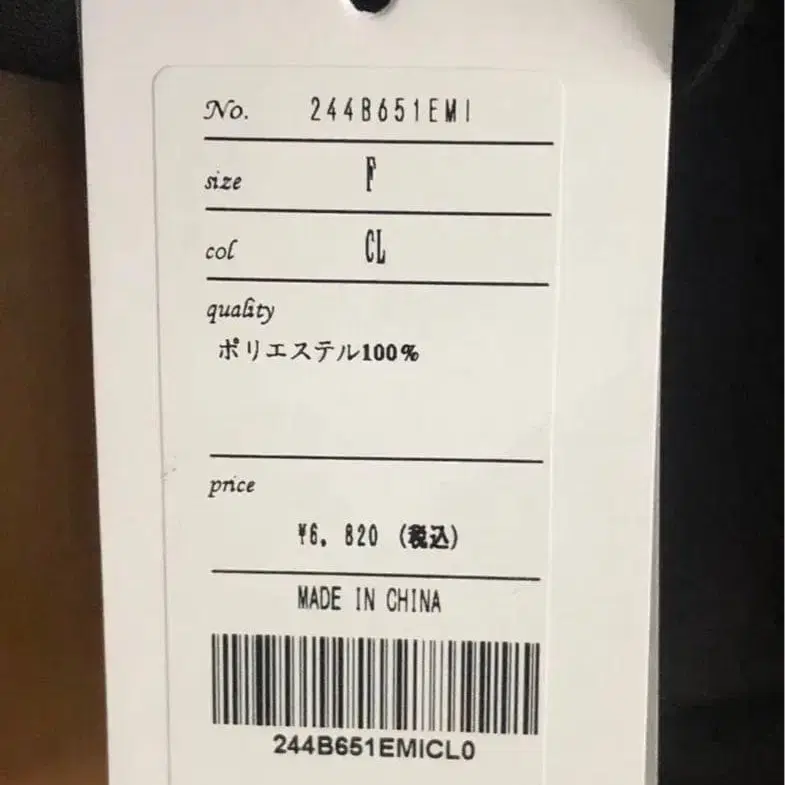 No. 244B651EMI
size F
col CL
quality
ポリエステル100%
price
¥6, 820 (税込)
MADE IN CHINA
244B651EMICL0